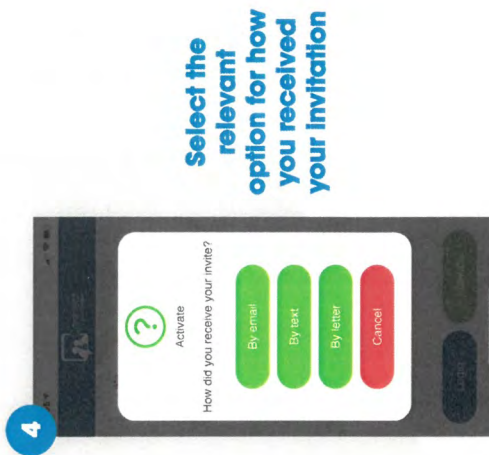 4
Activate
How did you receive your invite?
By email
By text
By letter
Cancel
Login
Select the
relevant
option for how
you received
your invitation